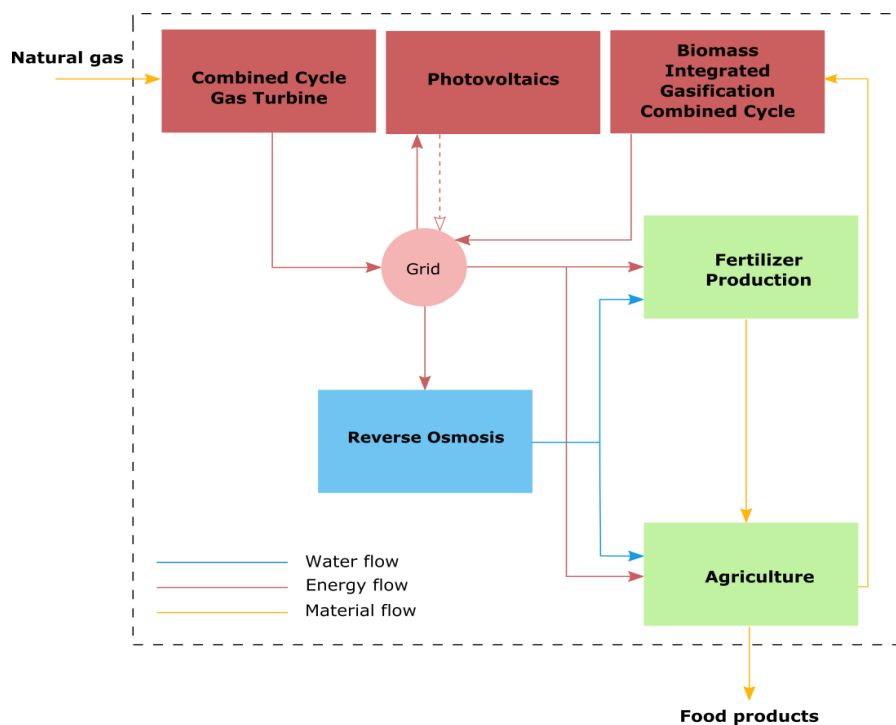 Natural gas
Combined Cycle
Gas Turbine
Photovoltaics
Biomass
Integrated
Gasification
Combined Cycle
Grid
Fertilizer
Production
Reverse Osmosis
Agriculture
Water flow
Energy flow
Material flow
Food products